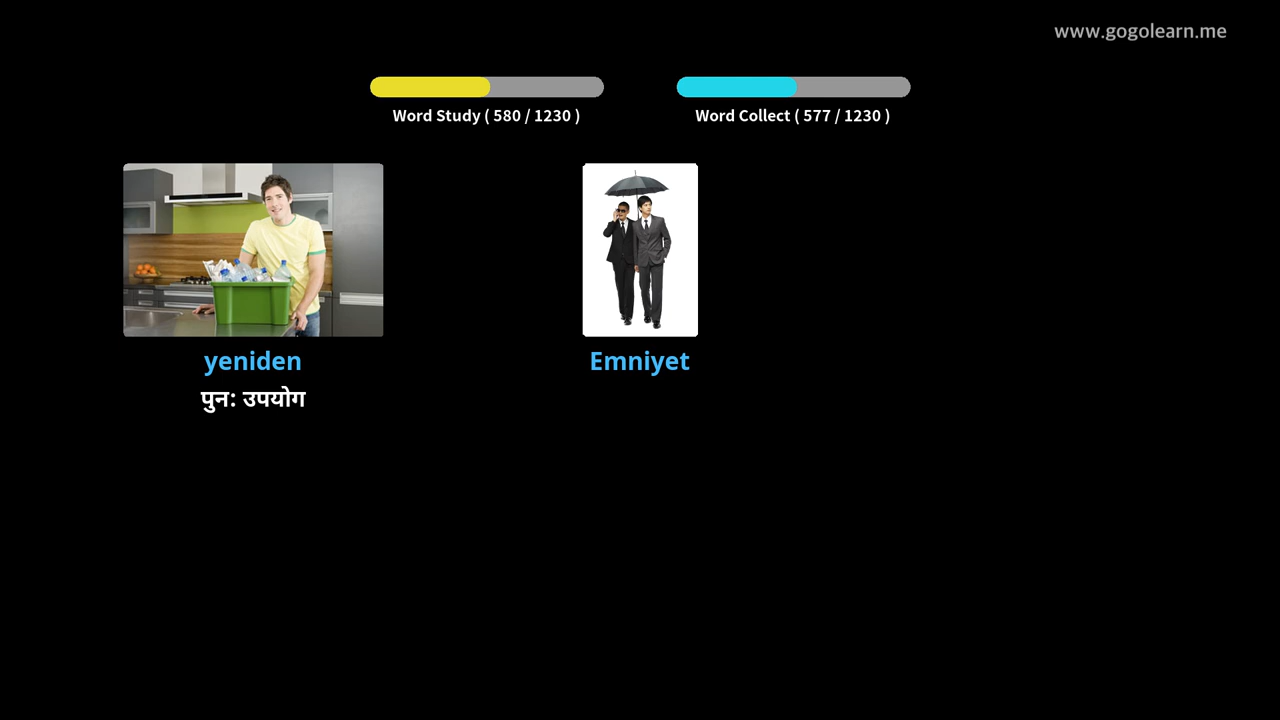 www.gogolearn.me
Word Study ( 580 / 1230 )
Word Collect ( 577 / 1230 )
yeniden
पुन: उपयोग
Emniyet